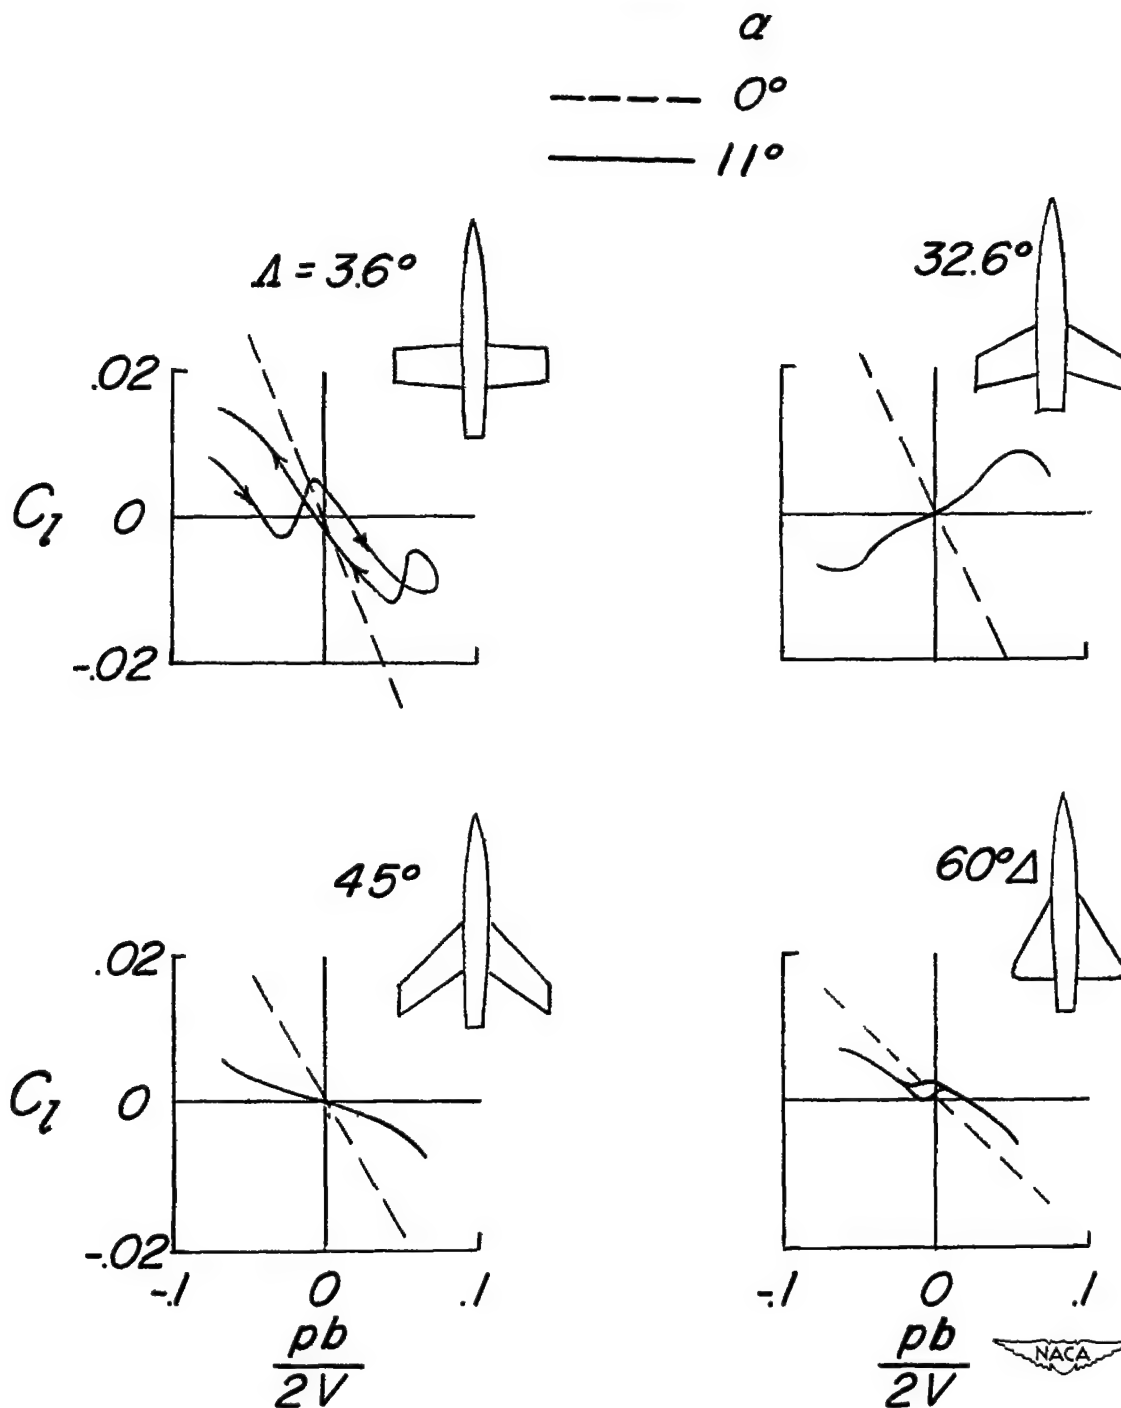 α
0°
11°
Λ = 3.6°
32.6°
.02
C_l 0
-.02
45°
60°Δ
.02
C_l 0
-.02
-.1 0 .1
-.1 0 .1
pb
2V
pb
2V
NACA